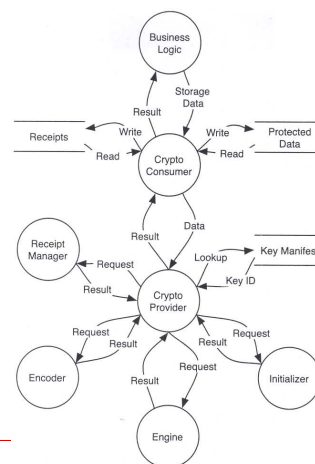 Business
Logic
Storage
Data
Result
Receipts
Write
Read
Crypto
Consumer
Write
Read
Protected
Data
Result
Data
Receipt
Manager
Request
Result
Lookup
Key Manifes
Key ID
Crypto
Provider
Request
Result
Encoder
Result
Request
Engine
Request
Result
Initializer